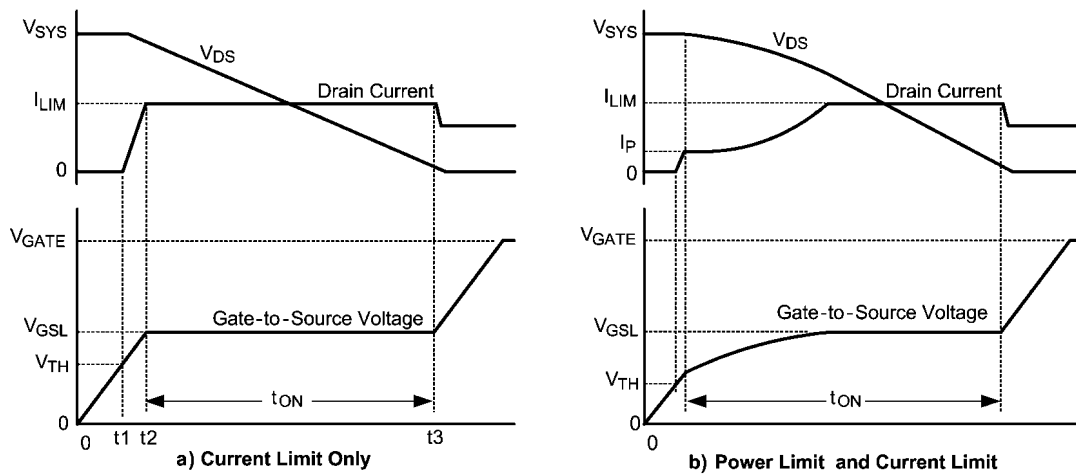 VSYS
VDS
ILIM
Drain Current
0
VGATE
VGSL
Gate-to-Source Voltage
VTH
tON
0
0
t1
t2
t3
a) Current Limit Only
VSYS
VDS
ILIM
Drain Current
IP
0
VGATE
VGSL
Gate-to-Source Voltage
VTH
tON
0
0
b) Power Limit and Current Limit